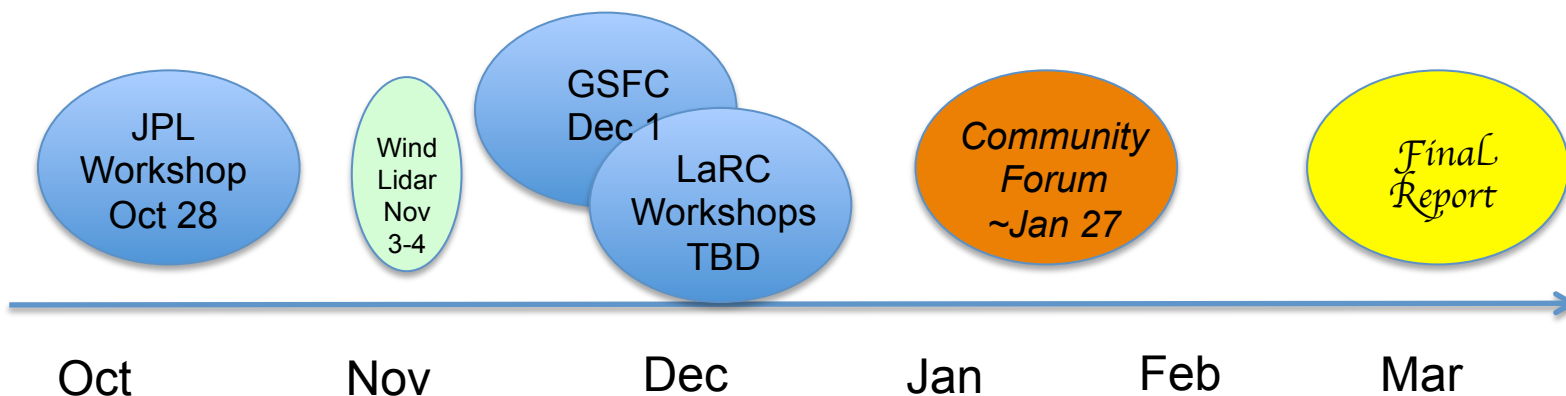 JPL
Workshop
Oct 28
Wind
Lidar
Nov
3-4
GSFC
Dec 1
LaRC
Workshops
TBD
Community
Forum
~Jan 27
Final
Report
Oct
Nov
Dec
Jan
Feb
Mar